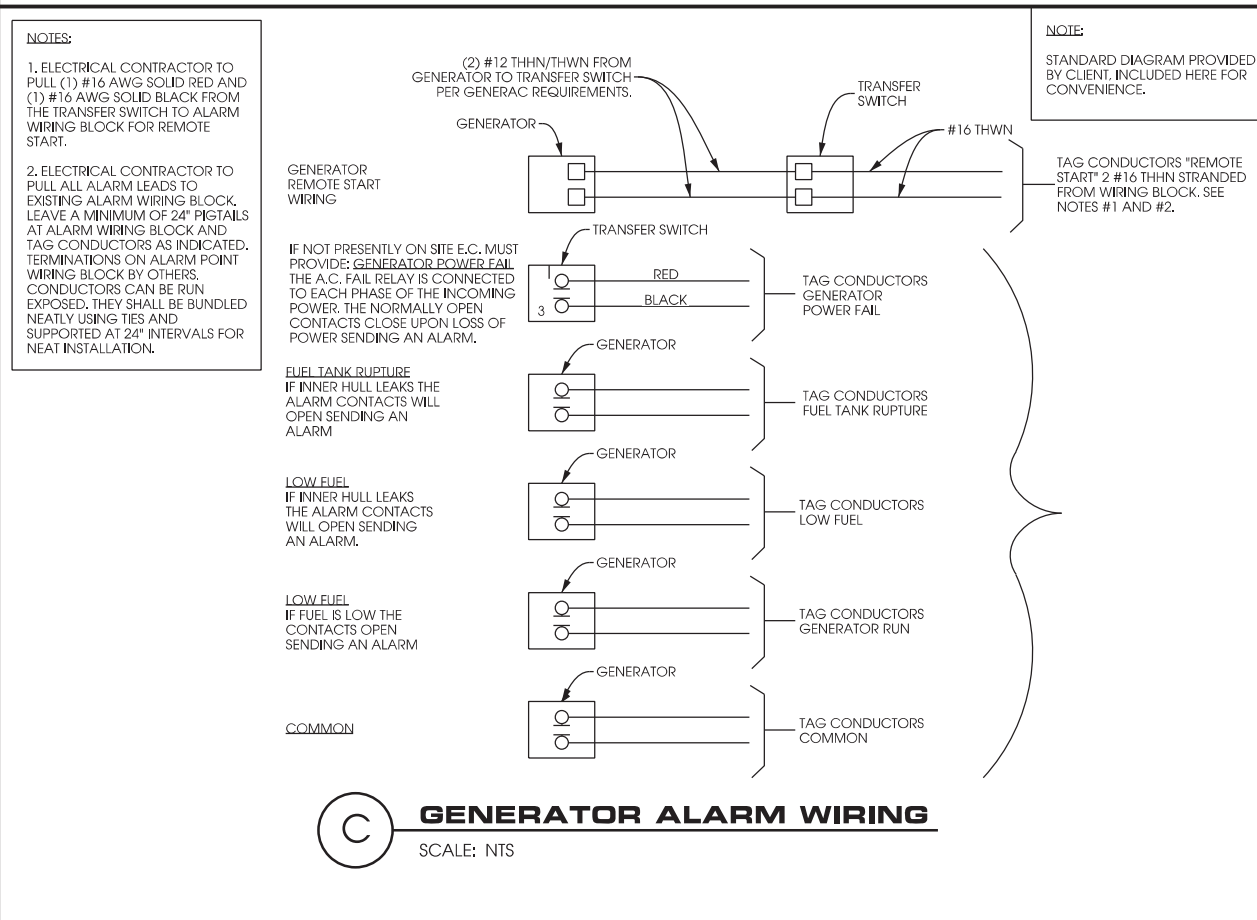 NOTES:
1. ELECTRICAL CONTRACTOR TO
PULL (1) #16 AWG SOLID RED AND
(1) #16 AWG SOLID BLACK FROM
THE TRANSFER SWITCH TO ALARM
WIRING BLOCK FOR REMOTE
START.
2. ELECTRICAL CONTRACTOR TO
PULL ALL ALARM LEADS TO
EXISTING ALARM WIRING BLOCK.
LEAVE A MINIMUM OF 24" PIGTAILS
AT ALARM WIRING BLOCK AND
TAG CONDUCTORS AS INDICATED.
TERMINATIONS ON ALARM POINT
WIRING BLOCK BY OTHERS.
CONDUCTORS CAN BE RUN
EXPOSED. THEY SHALL BE BUNDLED
NEATLY USING TIES AND
SUPPORTED AT 24" INTERVALS FOR
NEAT INSTALLATION.
NOTE:
STANDARD DIAGRAM PROVIDED
BY CLIENT, INCLUDED HERE FOR
CONVENIENCE.
(2) #12 THHN/THWN FROM
GENERATOR TO TRANSFER SWITCH
PER GENERAC REQUIREMENTS.
GENERATOR
TRANSFER
SWITCH
#16 THWN
GENERATOR
REMOTE START
WIRING
TAG CONDUCTORS "REMOTE
START" 2 #16 THHN STRANDED
FROM WIRING BLOCK. SEE
NOTES #1 AND #2.
TRANSFER SWITCH
IF NOT PRESENTLY ON SITE E.C. MUST
PROVIDE: GENERATOR POWER FAIL
THE A.C. FAIL RELAY IS CONNECTED
TO EACH PHASE OF THE INCOMING
POWER. THE NORMALLY OPEN
CONTACTS CLOSE UPON LOSS OF
POWER SENDING AN ALARM.
1
3
RED
BLACK
TAG CONDUCTORS
GENERATOR
POWER FAIL
GENERATOR
FUEL TANK RUPTURE
IF INNER HULL LEAKS THE
ALARM CONTACTS WILL
OPEN SENDING AN
ALARM
TAG CONDUCTORS
FUEL TANK RUPTURE
GENERATOR
LOW FUEL
IF INNER HULL LEAKS
THE ALARM CONTACTS
WILL OPEN SENDING
AN ALARM.
TAG CONDUCTORS
LOW FUEL
GENERATOR
LOW FUEL
IF FUEL IS LOW THE
CONTACTS OPEN
SENDING AN ALARM
TAG CONDUCTORS
GENERATOR RUN
GENERATOR
COMMON
TAG CONDUCTORS
COMMON
C
GENERATOR ALARM WIRING
SCALE: NTS